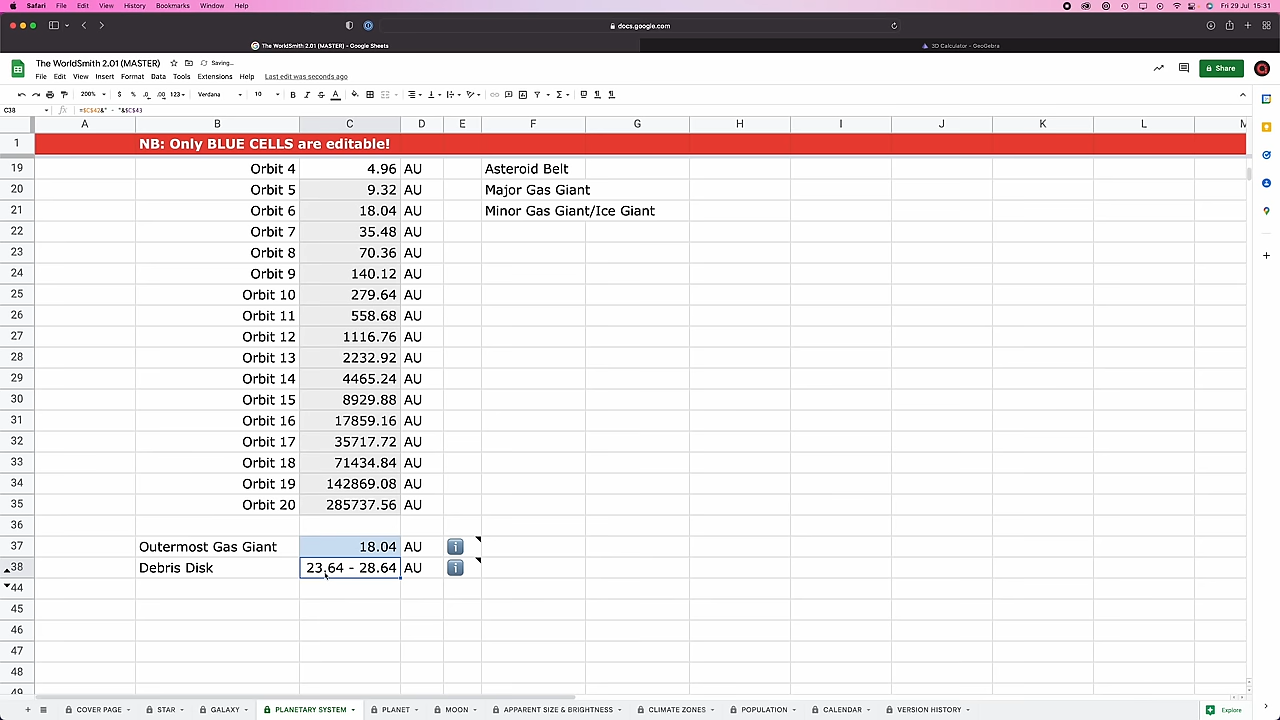 Safari File Edit View History Bookmarks Window Help Fri 29 Jul 15:31
docs.google.com
The WorldSmith 2.01 (MASTER) - Google Sheets 3D Calculator - GeoGebra
The WorldSmith 2.01 (MASTER) Saving...
File Edit View Insert Format Data Tools Extensions Help Last edit was seconds ago Share
200% $ % .0 .00 123 Verdana 10 B I S A
C38 fx =$C$42&" - "&$C$43
A B C D E F G H I J K L M
1 NB: Only BLUE CELLS are editable!
19 Orbit 4 4.96 AU Asteroid Belt
20 Orbit 5 9.32 AU Major Gas Giant
21 Orbit 6 18.04 AU Minor Gas Giant/Ice Giant
22 Orbit 7 35.48 AU
23 Orbit 8 70.36 AU
24 Orbit 9 140.12 AU
25 Orbit 10 279.64 AU
26 Orbit 11 558.68 AU
27 Orbit 12 1116.76 AU
28 Orbit 13 2232.92 AU
29 Orbit 14 4465.24 AU
30 Orbit 15 8929.88 AU
31 Orbit 16 17859.16 AU
32 Orbit 17 35717.72 AU
33 Orbit 18 71434.84 AU
34 Orbit 19 142869.08 AU
35 Orbit 20 285737.56 AU
36
37 Outermost Gas Giant 18.04 AU i
38 Debris Disk 23.64 - 28.64 AU i
44
45
46
47
48
49
COVER PAGE STAR GALAXY PLANETARY SYSTEM PLANET MOON APPARENT SIZE & BRIGHTNESS CLIMATE ZONES POPULATION CALENDAR VERSION HISTORY Explore